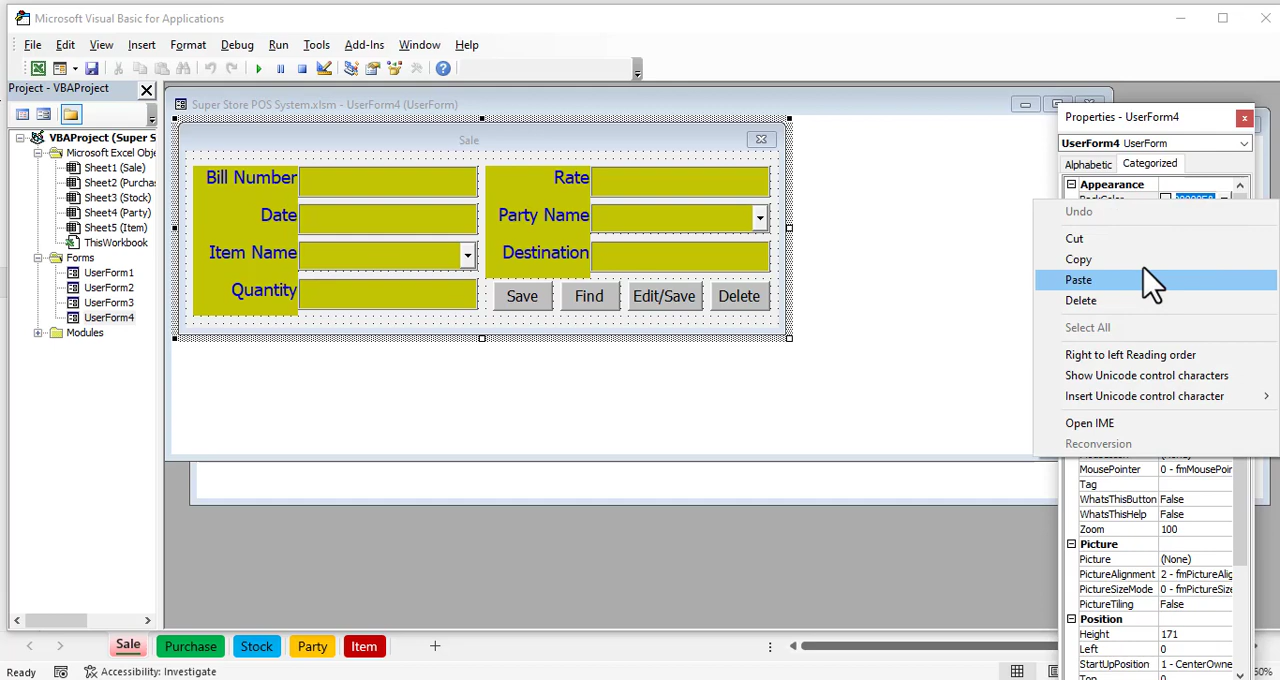 Microsoft Visual Basic for Applications
File Edit View Insert Format Debug Run Tools Add-Ins Window Help
Project - VBAProject
VBAProject (Super S
Microsoft Excel Obje
Sheet1 (Sale)
Sheet2 (Purcha
Sheet3 (Stock)
Sheet4 (Party)
Sheet5 (Item)
ThisWorkbook
Forms
UserForm1
UserForm2
UserForm3
UserForm4
Modules
Super Store POS System.xlsm - UserForm4 (UserForm)
Sale
Bill Number
Date
Item Name
Quantity
Rate
Party Name
Destination
Save Find Edit/Save Delete
Properties - UserForm4
UserForm4 UserForm
Alphabetic Categorized
Appearance
Undo
Cut
Copy
Paste
Delete
Select All
Right to left Reading order
Show Unicode control characters
Insert Unicode control character
Open IME
Reconversion
MousePointer 0 - fmMousePoin
Tag
WhatsThisButton False
WhatsThisHelp False
Zoom 100
Picture
Picture (None)
PictureAlignment 2 - fmPictureAlig
PictureSizeMode 0 - fmPictureSize
PictureTiling False
Position
Height 171
Left 0
StartUpPosition 1 - CenterOwne
Sale Purchase Stock Party Item
Ready Accessibility: Investigate